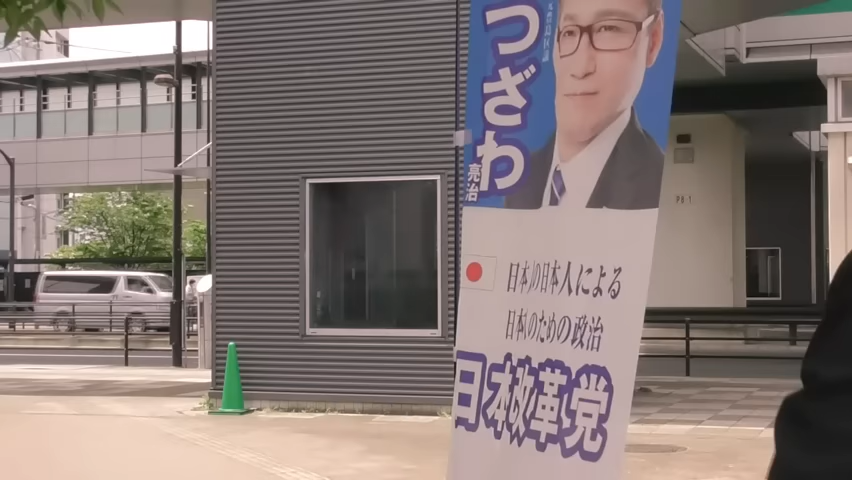 つざわ
亮治
日本の日本人による
日本のための政治
日本改革党